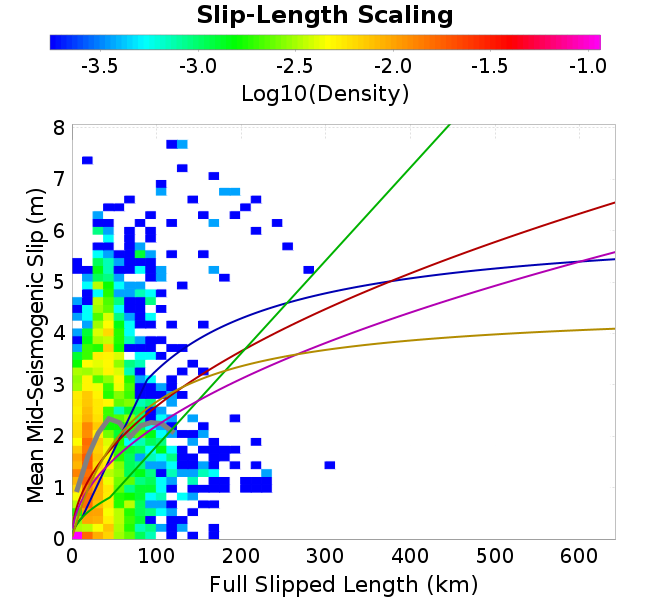 Slip-Length Scaling
-3.5 -3.0 -2.5 -2.0 -1.5 -1.0
Log10(Density)
8
7
6
5
4
3
2
1
0
Mean Mid-Seismogenic Slip (m)
0 100 200 300 400 500 600
Full Slipped Length (km)